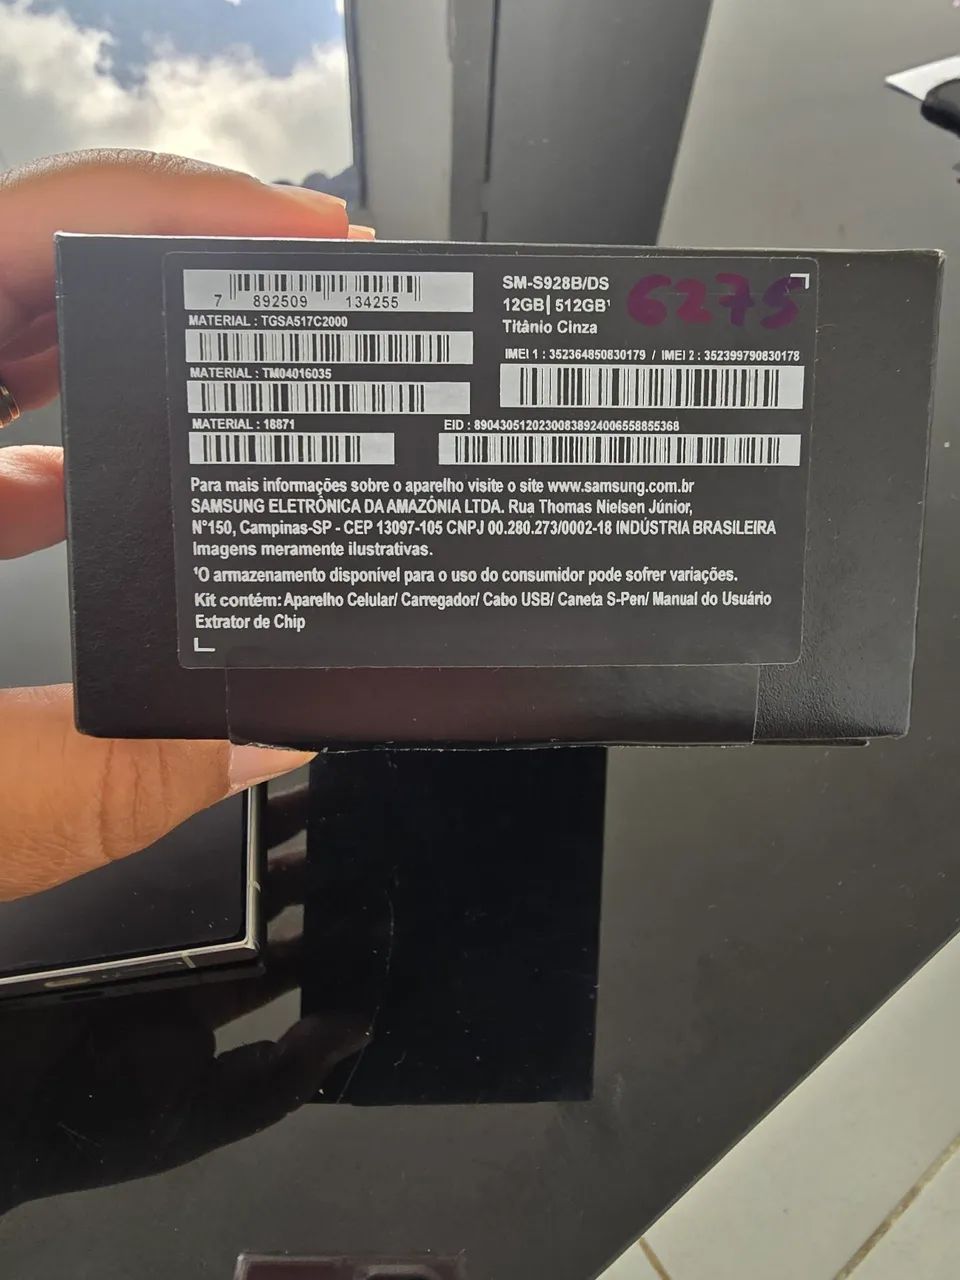 7 892509 134255
MATERIAL : TGSA517C2000
MATERIAL : TM04016035
MATERIAL : 18871
SM-S928B/DS
12GB| 512GB¹
Titânio Cinza
6275
IMEI 1 : 352364850830179 / IMEI 2 : 352399790830178
EID : 89043051202300838924006558855368
Para mais informações sobre o aparelho visite o site www.samsung.com.br
SAMSUNG ELETRÔNICA DA AMAZÔNIA LTDA. Rua Thomas Nielsen Júnior,
N°150, Campinas-SP - CEP 13097-105 CNPJ 00.280.273/0002-18 INDÚSTRIA BRASILEIRA
Imagens meramente ilustrativas.
¹O armazenamento disponível para o uso do consumidor pode sofrer variações.
Kit contém: Aparelho Celular/ Carregador/ Cabo USB/ Caneta S-Pen/ Manual do Usuário
Extrator de Chip